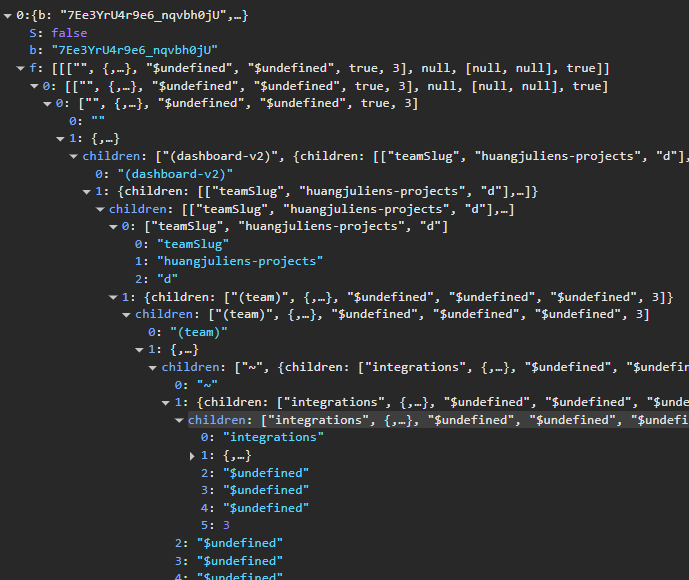 0:{b: "7Ee3YrU4r9e6_nqvbh0jU",…}
S: false
b: "7Ee3YrU4r9e6_nqvbh0jU"
f: [[["", {,…}, "$undefined", "$undefined", true, 3], null, [null, null], true]]
0: [["", {,…}, "$undefined", "$undefined", true, 3], null, [null, null], true]
0: ["", {,…}, "$undefined", "$undefined", true, 3]
0: ""
1: {,…}
children: ["(dashboard-v2)", {children: [["teamSlug", "huangjuliens-projects", "d"],
0: "(dashboard-v2)"
1: {children: [["teamSlug", "huangjuliens-projects", "d"],…]}
children: [["teamSlug", "huangjuliens-projects", "d"],…]
0: ["teamSlug", "huangjuliens-projects", "d"]
0: "teamSlug"
1: "huangjuliens-projects"
2: "d"
1: {children: ["(team)", {,…}, "$undefined", "$undefined", "$undefined", 3]}
children: ["(team)", {,…}, "$undefined", "$undefined", "$undefined", 3]
0: "(team)"
1: {,…}
children: ["~", {children: ["integrations", {,…}, "$undefined", "$undefin
0: "~"
1: {children: ["integrations", {,…}, "$undefined", "$undefined", "$unde
children: ["integrations", {,…}, "$undefined", "$undefined", "$undefi
0: "integrations"
1: {,…}
2: "$undefined"
3: "$undefined"
4: "$undefined"
5: 3
2: "$undefined"
3: "$undefined"
4: "$undefined"